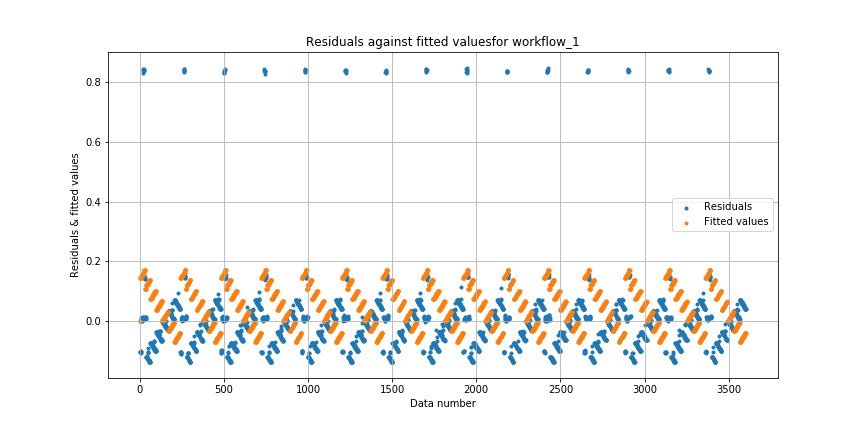 Residuals against fitted valuesfor workflow_1
Residuals & fitted values
0.8
0.6
0.4
0.2
0.0
Residuals
Fitted values
0
500
1000
1500
2000
2500
3000
3500
Data number